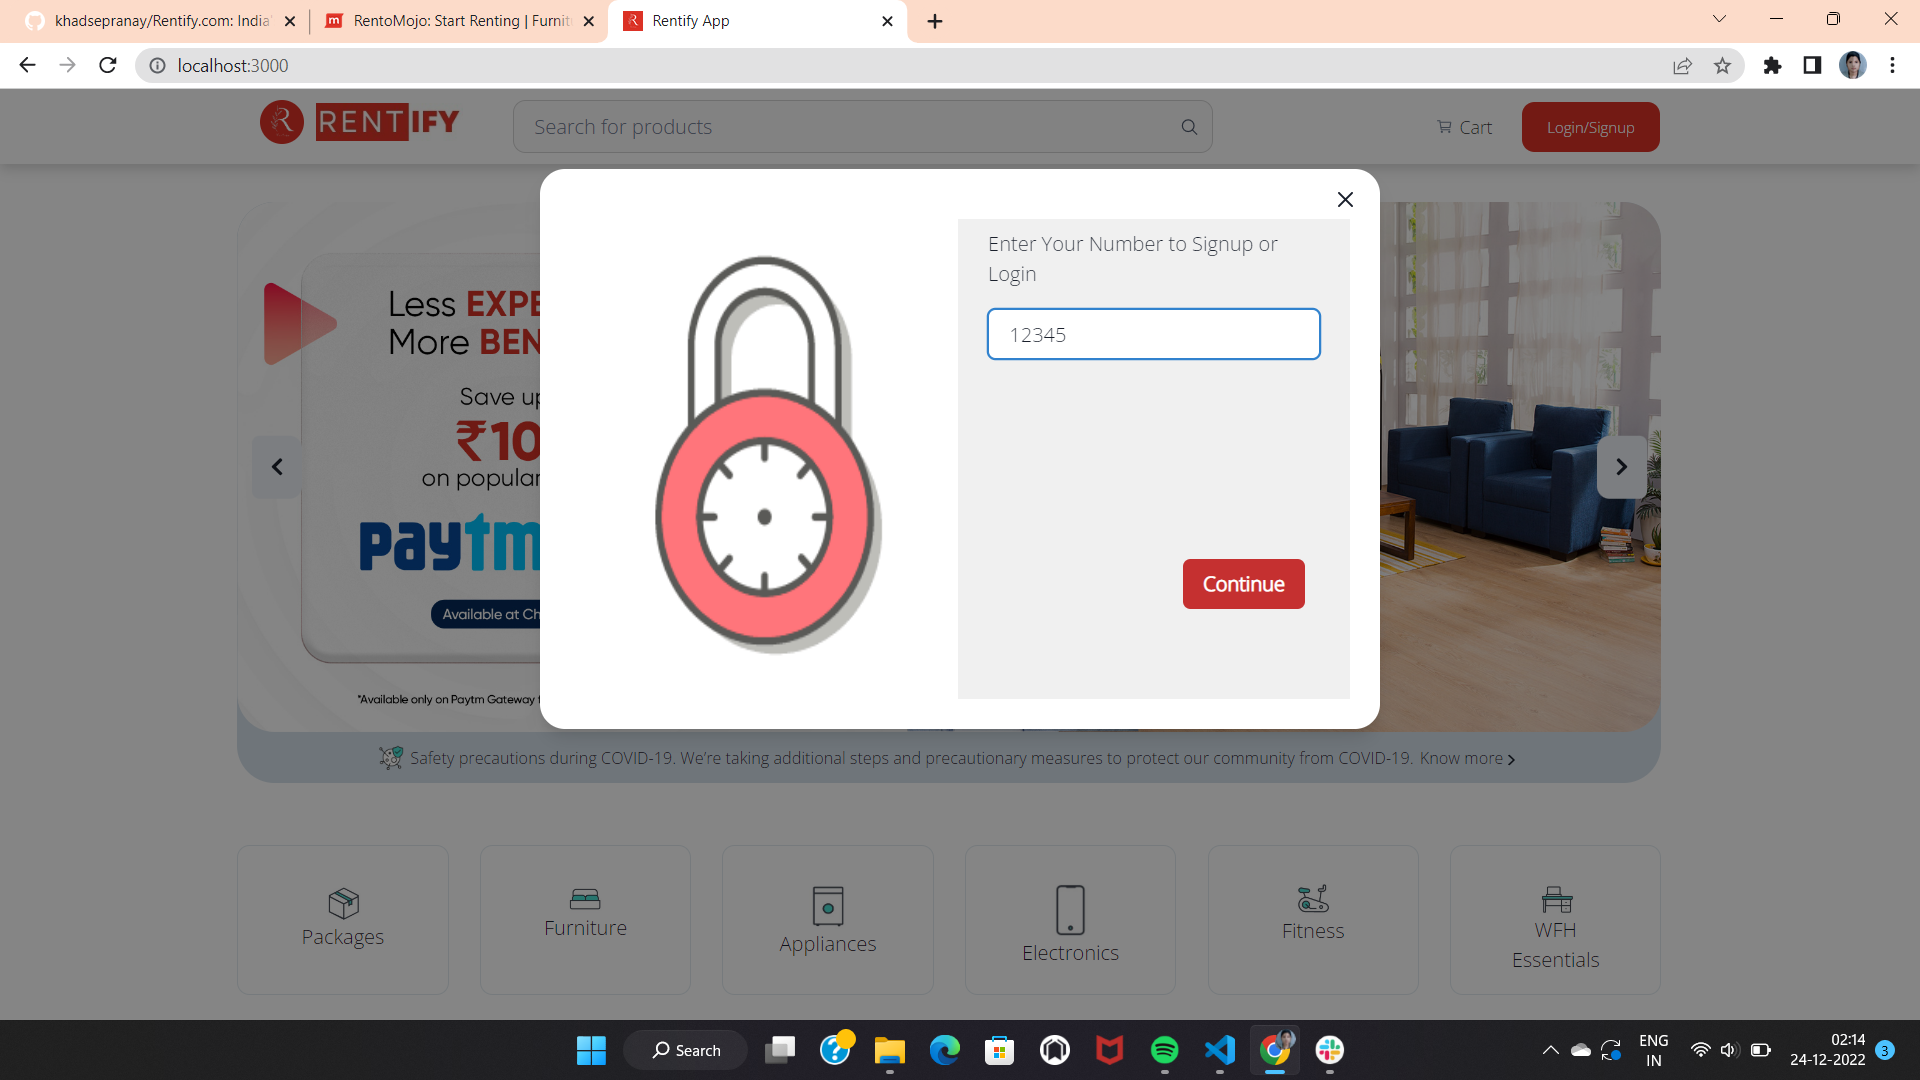 khadsepranay/Rentify.com: India'
RentoMojo: Start Renting | Furnit
Rentify App
localhost:3000
RENTIFY
Search for products
Cart
Login/Signup
Enter Your Number to Signup or
Login
12345
Continue
Less EXPE
More BEN
Save up
₹10
on popular
paytm
Available at Ch
*Available only on Paytm Gateway
Safety precautions during COVID-19. We're taking additional steps and precautionary measures to protect our community from COVID-19. Know more
Packages
Furniture
Appliances
Electronics
Fitness
WFH
Essentials
Search
ENG
IN
02:14
24-12-2022
3